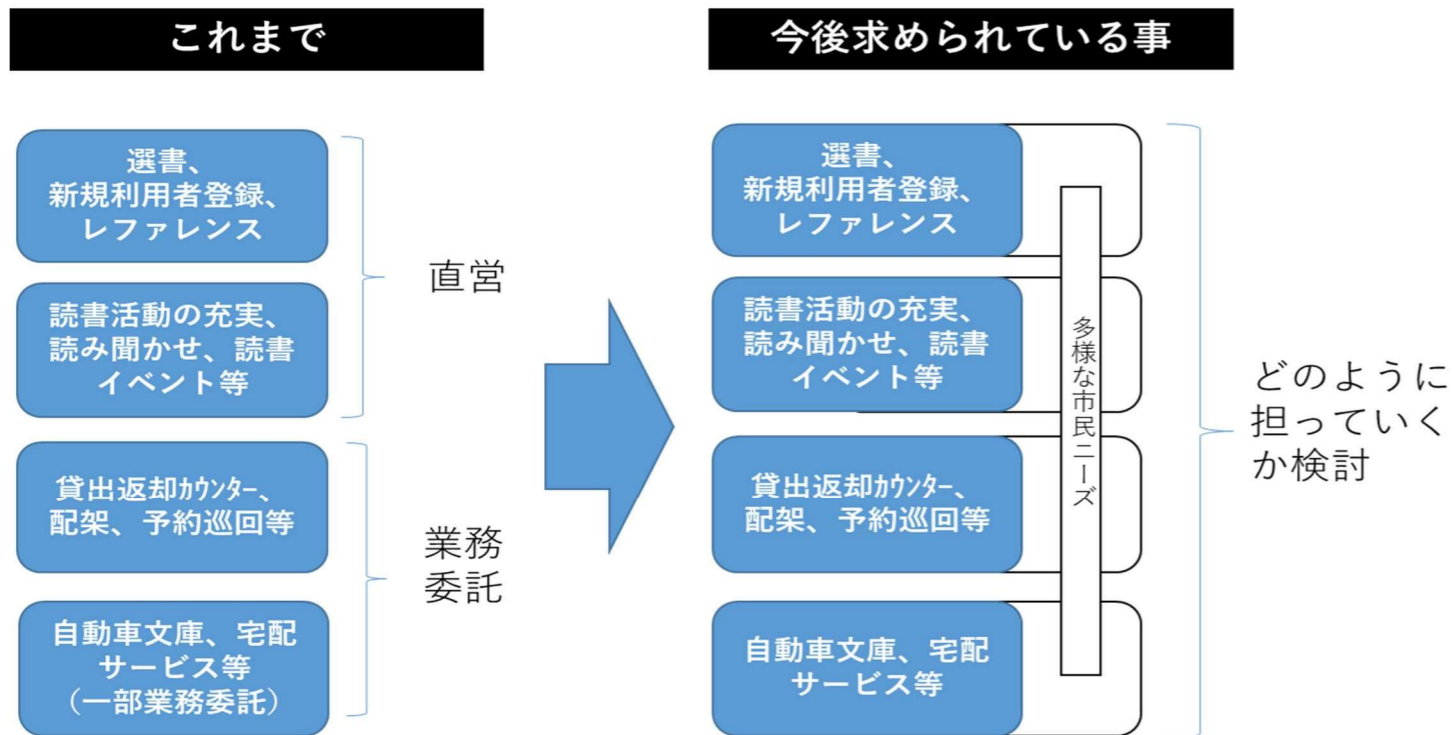 これまで
選書、
新規利用者登録、
レファレンス
読書活動の充実、
読み聞かせ、読書
イベント等
直営
貸出返却ｶｳﾝﾀｰ、
配架、予約巡回等
自動車文庫、宅配
サービス等
（一部業務委託）
業務
委託
今後求められている事
選書、
新規利用者登録、
レファレンス
読書活動の充実、
読み聞かせ、読書
イベント等
貸出返却ｶｳﾝﾀｰ、
配架、予約巡回等
自動車文庫、宅配
サービス等
多様な市民ニーズ
どのように
担っていく
か検討